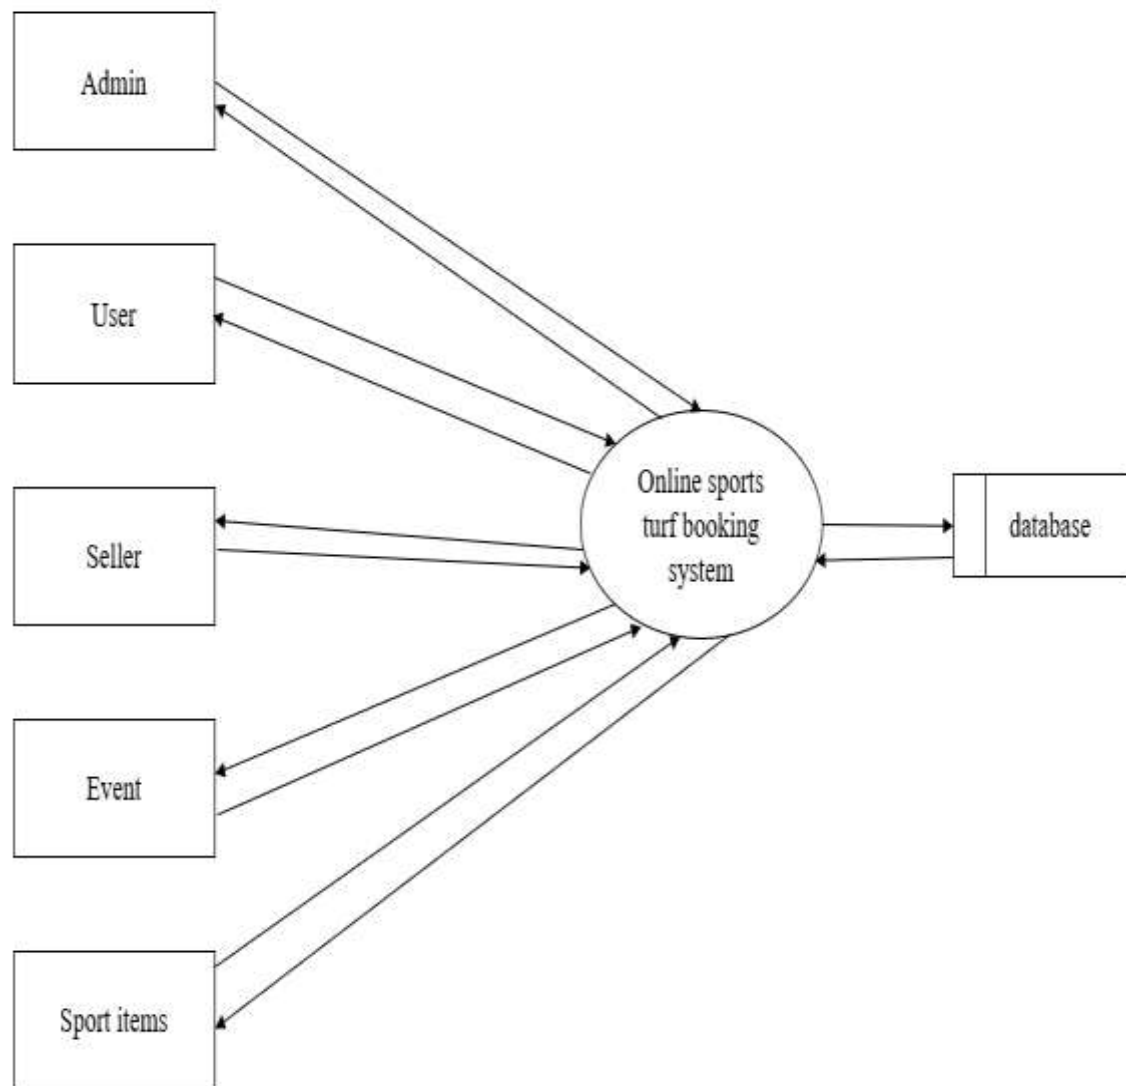 Admin
User
Online sports
turf booking
system
database
Seller
Event
Sport items